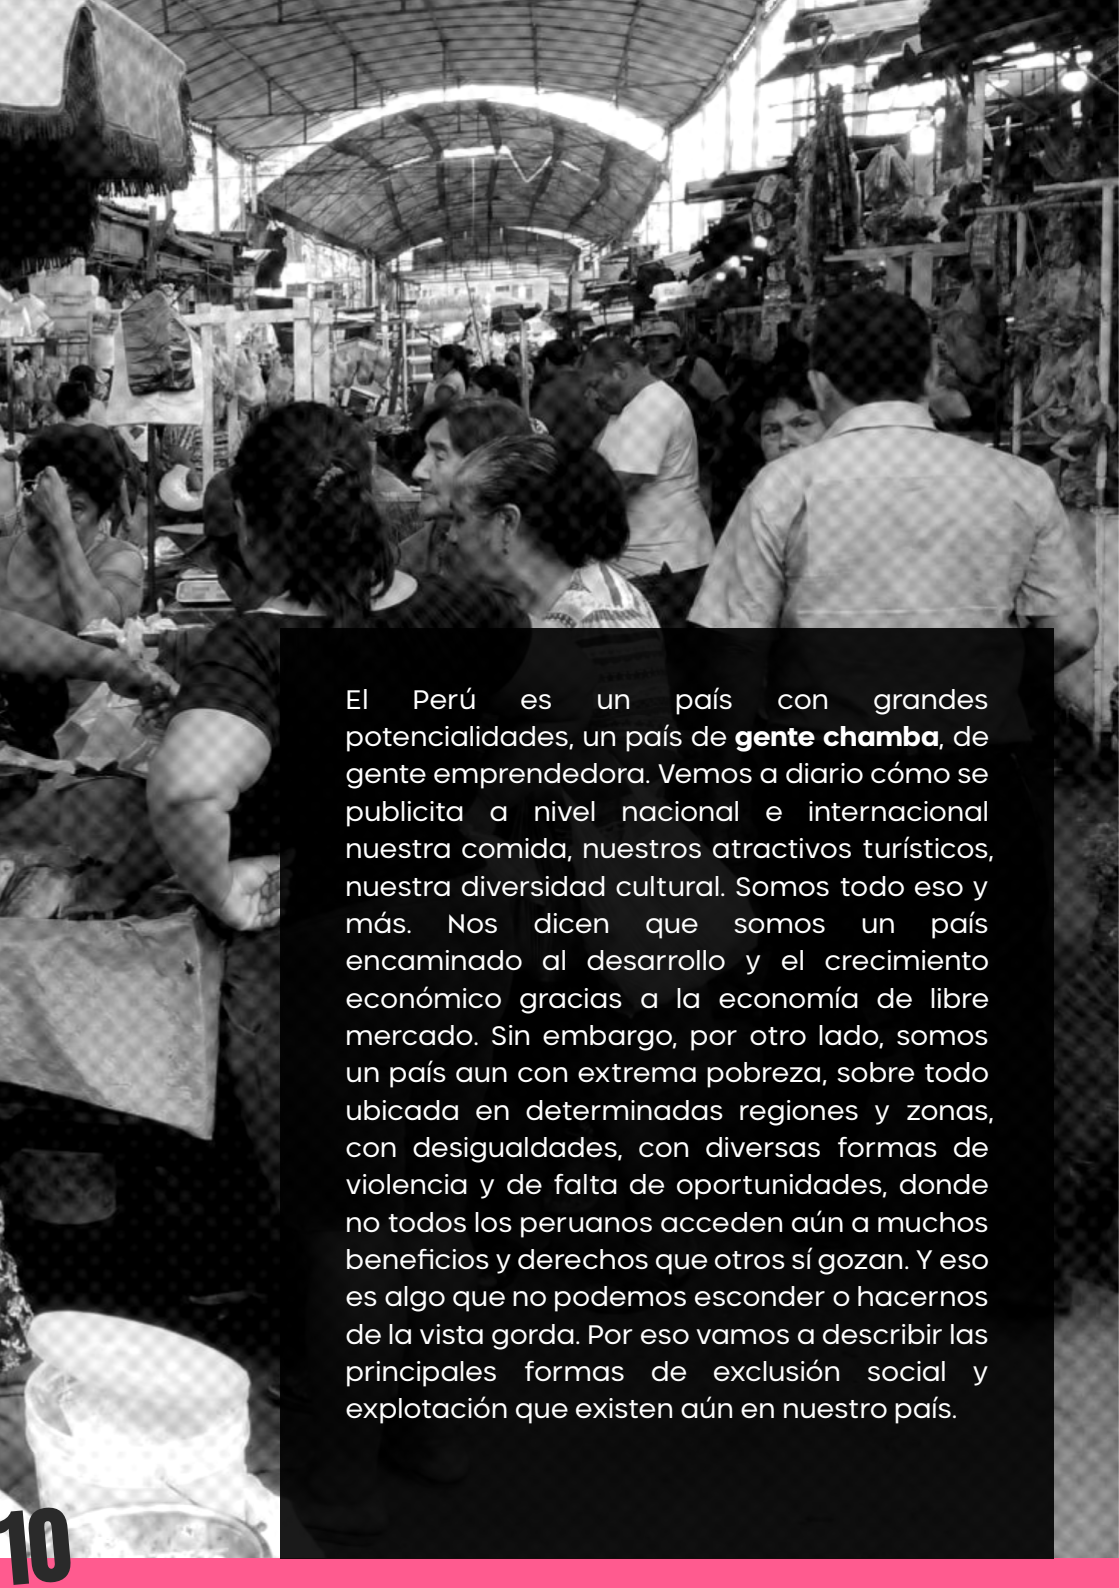 El Perú es un país con grandes
potencialidades, un país de gente chamba, de
gente emprendedora. Vemos a diario cómo se
publicita a nivel nacional e internacional
nuestra comida, nuestros atractivos turísticos,
nuestra diversidad cultural. Somos todo eso y
más. Nos dicen que somos un país
encaminado al desarrollo y el crecimiento
económico gracias a la economía de libre
mercado. Sin embargo, por otro lado, somos
un país aun con extrema pobreza, sobre todo
ubicada en determinadas regiones y zonas,
con desigualdades, con diversas formas de
violencia y de falta de oportunidades, donde
no todos los peruanos acceden aún a muchos
beneficios y derechos que otros sí gozan. Y eso
es algo que no podemos esconder o hacernos
de la vista gorda. Por eso vamos a describir las
principales formas de exclusión social y
explotación que existen aún en nuestro país.
10